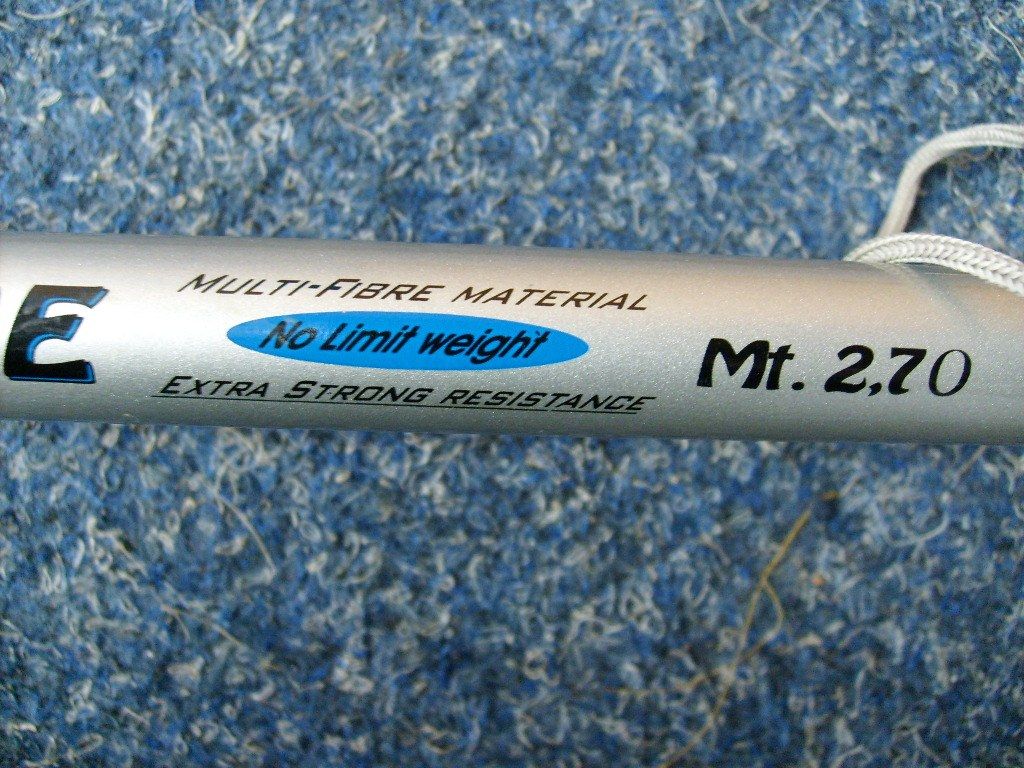 E
MULTI-FIBRE MATERIAL
No Limit weight
EXTRA STRONG RESISTANCE
Mt. 2,70